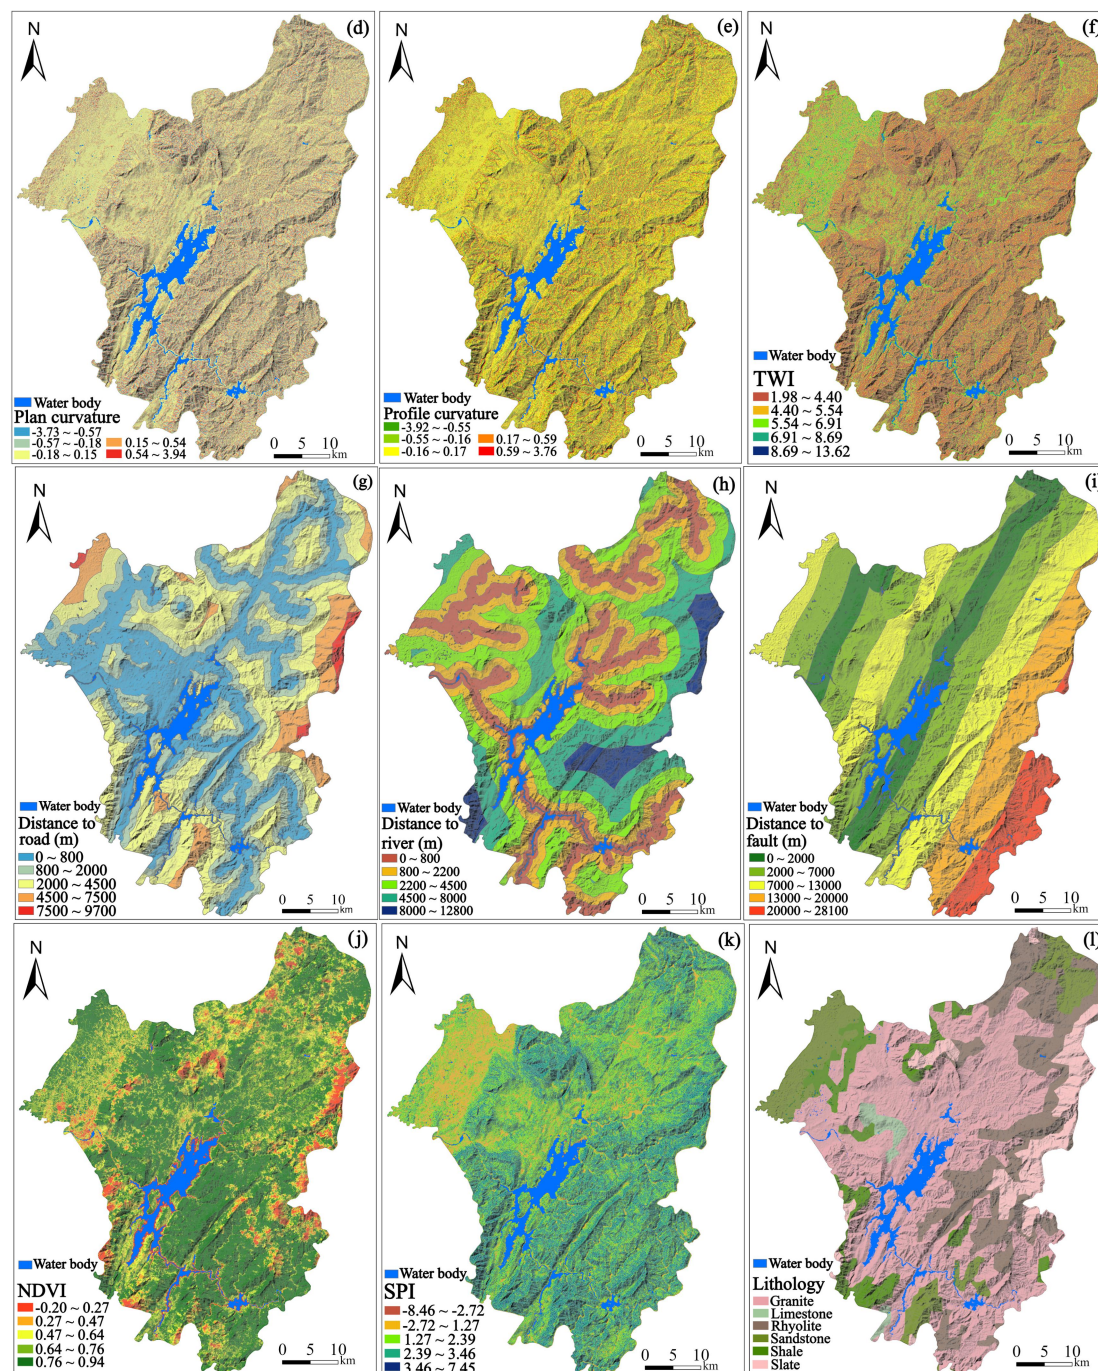 N
(d)
Water body
Plan curvature
-3.73 ~ -0.57
-0.57 ~ -0.18
-0.18 ~ 0.15
0.15 ~ 0.54
0.54 ~ 3.94
0 5 10
km
N
(e)
Water body
Profile curvature
-3.92 ~ -0.55
-0.55 ~ -0.16
-0.16 ~ 0.17
0.17 ~ 0.59
0.59 ~ 3.76
0 5 10
km
N
(f)
Water body
TWI
1.98 ~ 4.40
4.40 ~ 5.54
5.54 ~ 6.91
6.91 ~ 8.69
8.69 ~ 13.62
0 5 10
km
N
(g)
Water body
Distance to
road (m)
0 ~ 800
800 ~ 2000
2000 ~ 4500
4500 ~ 7500
7500 ~ 9700
0 5 10
km
N
(h)
Water body
Distance to
river (m)
0 ~ 800
800 ~ 2200
2200 ~ 4500
4500 ~ 8000
8000 ~ 12800
0 5 10
km
N
(i)
Water body
Distance to
fault (m)
0 ~ 2000
2000 ~ 7000
7000 ~ 13000
13000 ~ 20000
20000 ~ 28100
0 5 10
km
N
(j)
Water body
NDVI
-0.20 ~ 0.27
0.27 ~ 0.47
0.47 ~ 0.64
0.64 ~ 0.76
0.76 ~ 0.94
0 5 10
km
N
(k)
Water body
SPI
-8.46 ~ -2.72
-2.72 ~ 1.27
1.27 ~ 2.39
2.39 ~ 3.46
3.46 ~ 7.45
0 5 10
km
N
(l)
Water body
Lithology
Granite
Limestone
Rhyolite
Sandstone
Shale
Slate
0 5 10
km